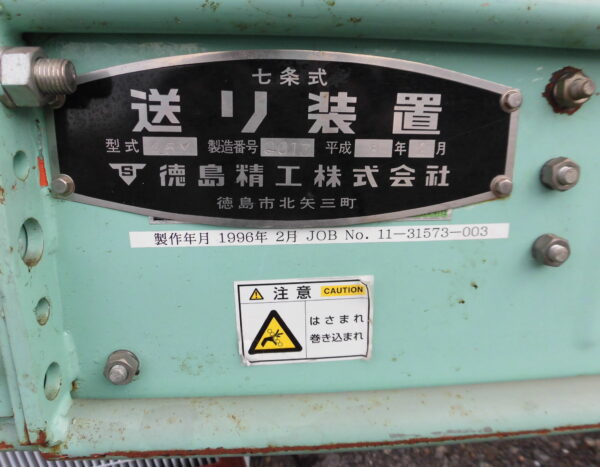 七条式
送り装置
型式 製造番号 平成 年 月
S 徳島精工株式会社
徳島市北矢三町
製作年月 1996年 2月 JOB No. 11-31573-003
注意 CAUTION
はさまれ
巻き込まれ